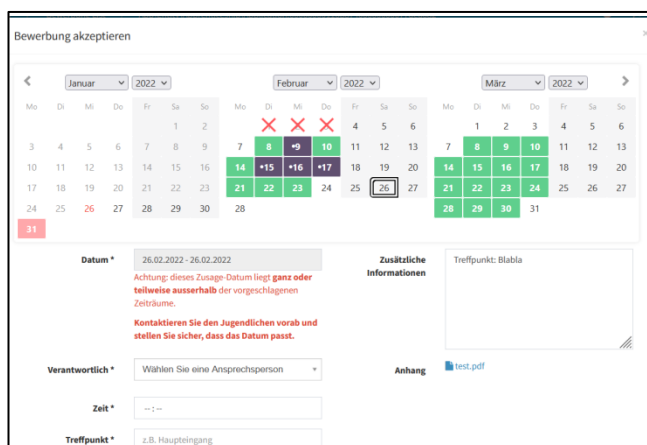 Bewerbung akzeptieren
×
Januar 2022 Februar 2022 März 2022
Mo Di Mi Do Fr Sa So Mo Di Mi Do Fr Sa So Mo Di Mi Do Fr Sa So
1 2 4 5 6 1 2 3 4 5 6
3 4 5 6 7 8 9 7 8 •9 10 11 12 13 7 8 9 10 11 12 13
10 11 12 13 14 15 16 14 •15 •16 •17 18 19 20 14 15 16 17 18 19 20
17 18 19 20 21 22 23 21 22 23 24 25 26 27 21 22 23 24 25 26 27
24 25 26 27 28 29 30 28 28 29 30 31
31
Datum * 26.02.2022 - 26.02.2022
Achtung: dieses Zusage-Datum liegt ganz oder
teilweise ausserhalb der vorgeschlagenen
Zeiträume.
Kontaktieren Sie den Jugendlichen vorab und
stellen Sie sicher, dass das Datum passt.
Zusätzliche
Informationen
Treffpunkt: Blabla
Verantwortlich * Wählen Sie eine Ansprechsperson
Anhang test.pdf
Zeit * --:--
Treffpunkt * z.B. Haupteingang